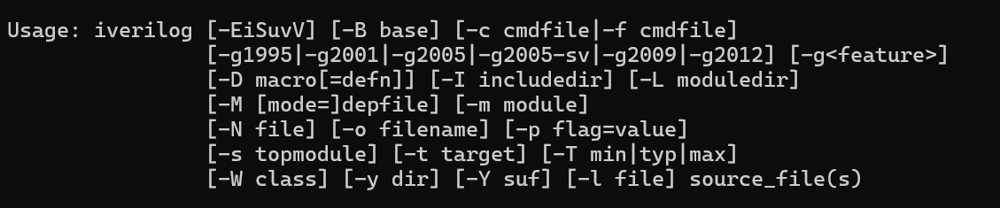 Usage: iverilog [-EiSuvV] [-B base] [-c cmdfile|-f cmdfile]
                [-g1995|-g2001|-g2005|-g2005-sv|-g2009|-g2012] [-g<feature>]
                [-D macro[=defn]] [-I includedir] [-L moduledir]
                [-M [mode=]depfile] [-m module]
                [-N file] [-o filename] [-p flag=value]
                [-s topmodule] [-t target] [-T min|typ|max]
                [-W class] [-y dir] [-Y suf] [-l file] source_file(s)